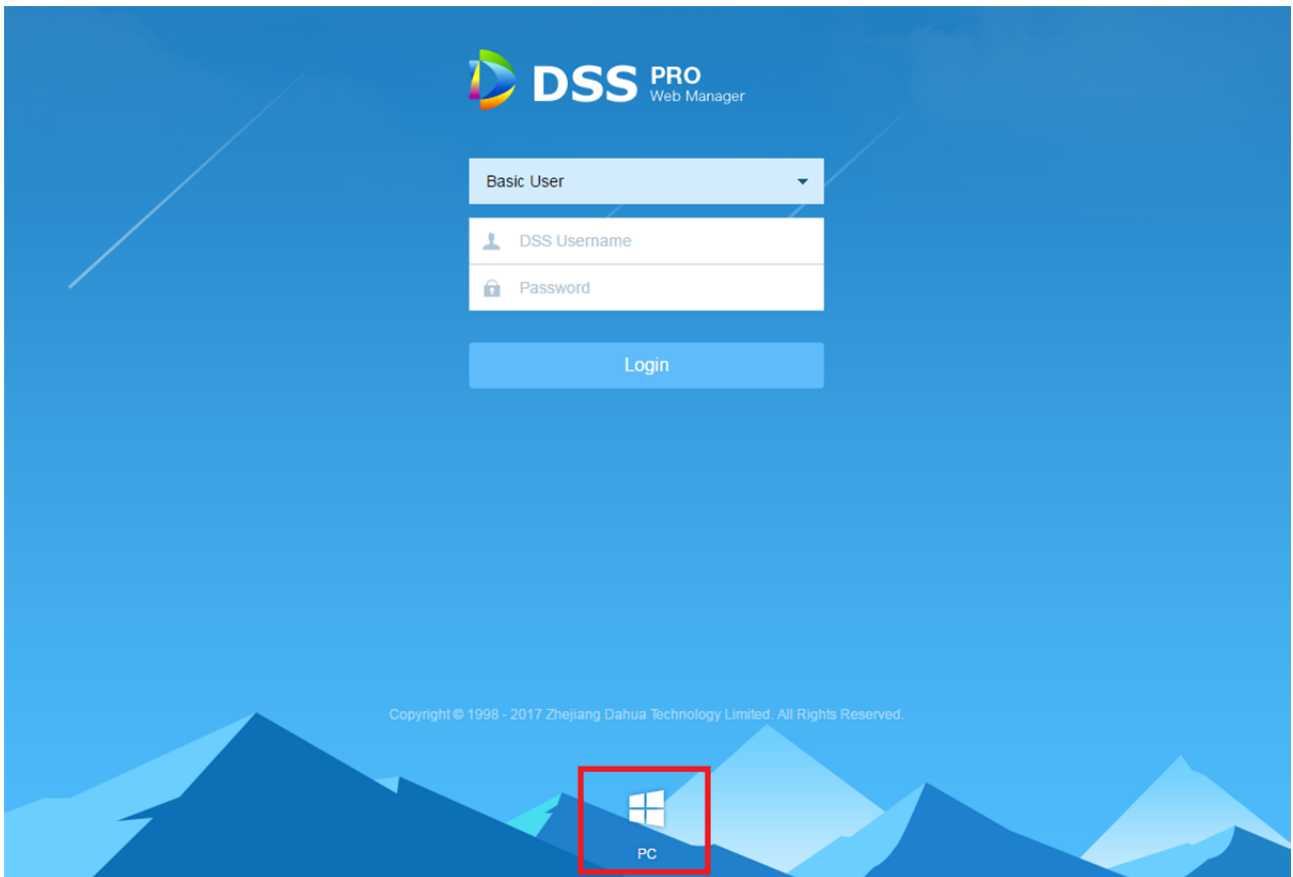 DSS PRO
Web Manager
Basic User
DSS Username
Password
Login
Copyright © 1998 - 2017 Zhejiang Dahua Technology Limited. All Rights Reserved.
PC